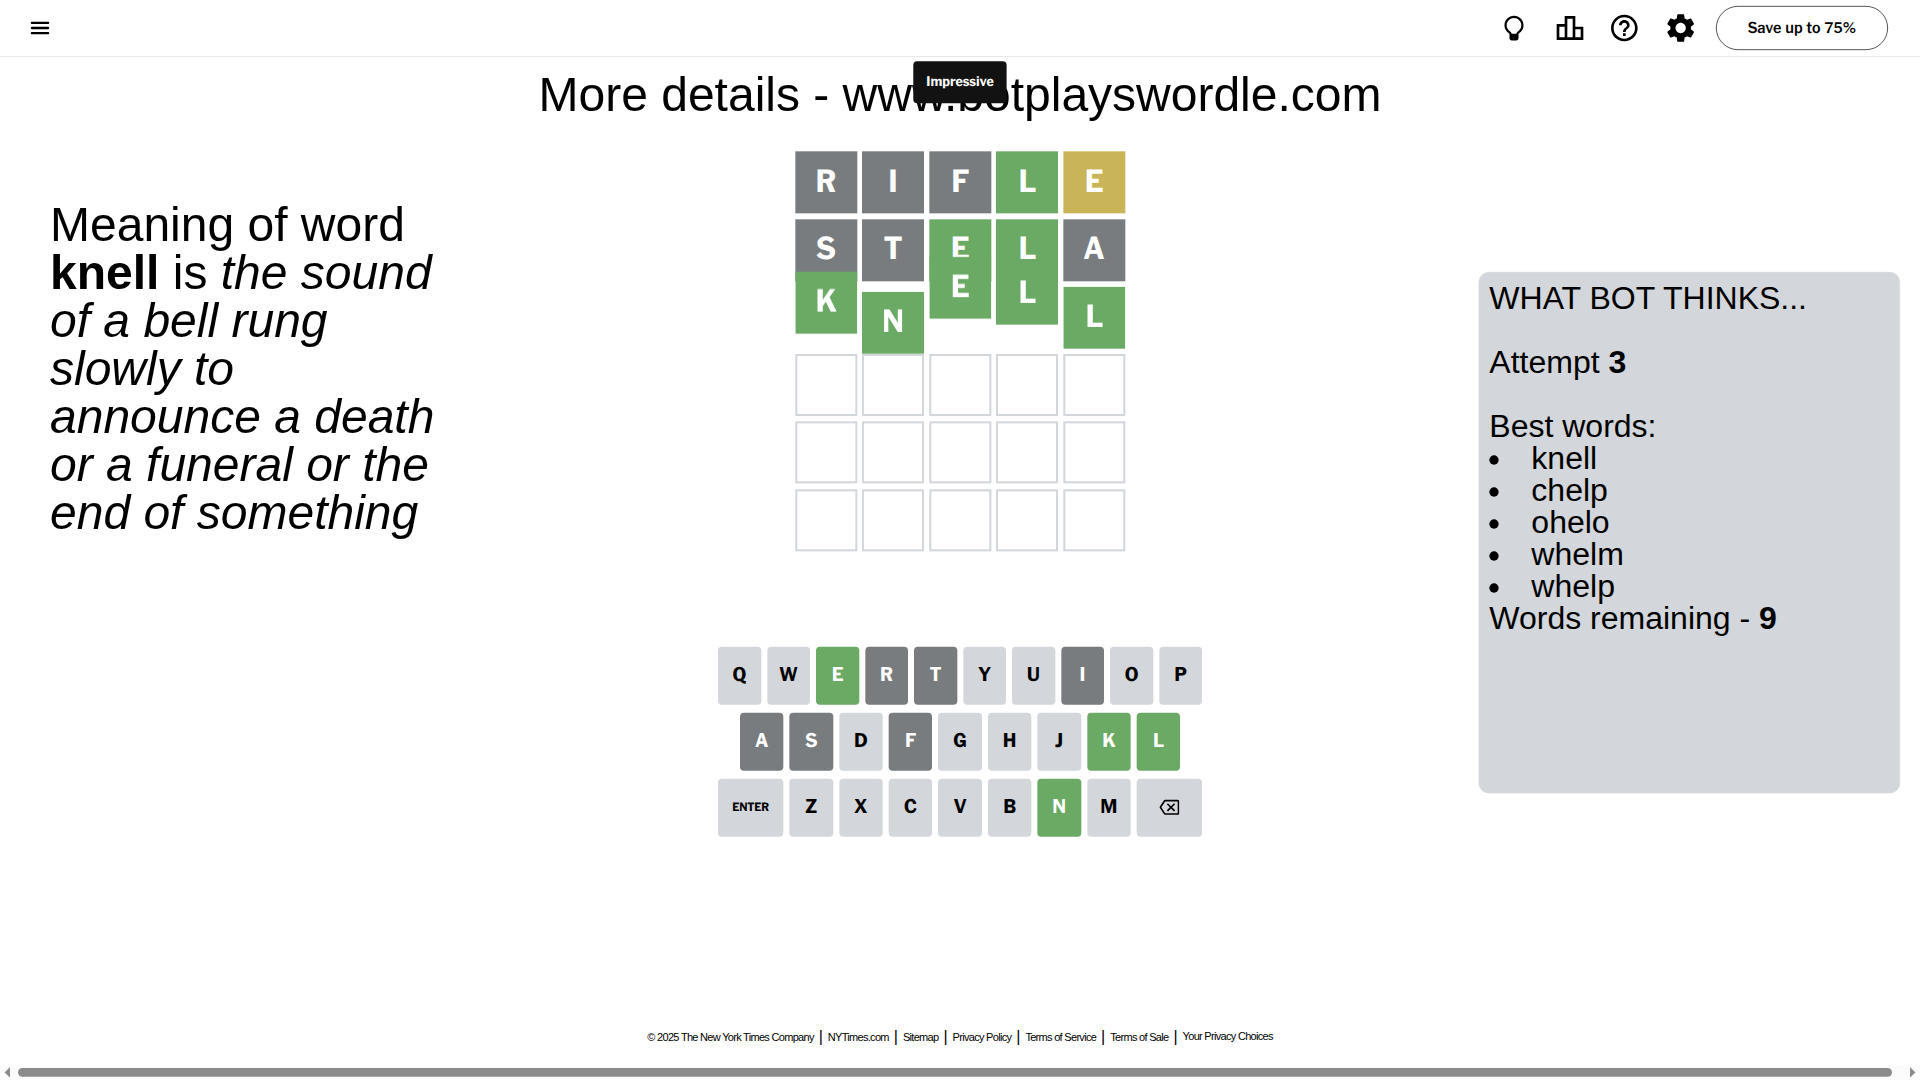 Save up to 75%
Impressive
More details - www.botplayswordle.com
R I F L E
S T E L A
K N E L L
Meaning of word
knell is the sound
of a bell rung
slowly to
announce a death
or a funeral or the
end of something
WHAT BOT THINKS...
Attempt 3
Best words:
• knell
• chelp
• ohelo
• whelm
• whelp
Words remaining - 9
Q W E R T Y U I O P
A S D F G H J K L
ENTER Z X C V B N M
© 2025 The New York Times Company | NYTimes.com | Sitemap | Privacy Policy | Terms of Service | Terms of Sale | Your Privacy Choices